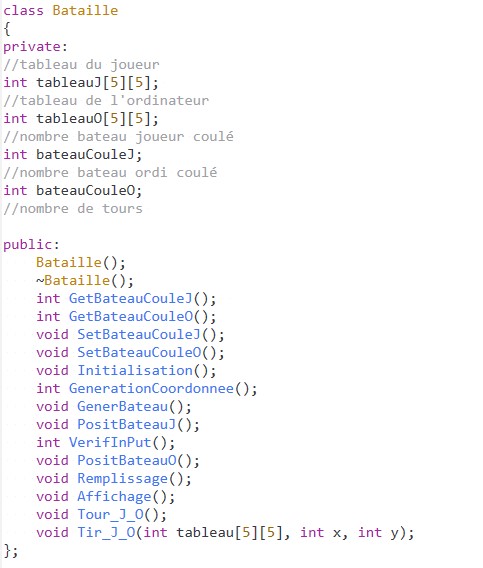 class Bataille
{
private:
//tableau du joueur
int tableauJ[5][5];
//tableau de l'ordinateur
int tableauO[5][5];
//nombre bateau joueur coulé
int bateauCouleJ;
//nombre bateau ordi coulé
int bateauCouleO;
//nombre de tours

public:
    Bataille();
    ~Bataille();
    int GetBateauCouleJ();
    int GetBateauCouleO();
    void SetBateauCouleJ();
    void SetBateauCouleO();
    void Initialisation();
    int GenerationCoordonnee();
    void GenerBateau();
    void PositBateauJ();
    int VerifInPut();
    void PositBateauO();
    void Remplissage();
    void Affichage();
    void Tour_J_O();
    void Tir_J_O(int tableau[5][5], int x, int y);
};